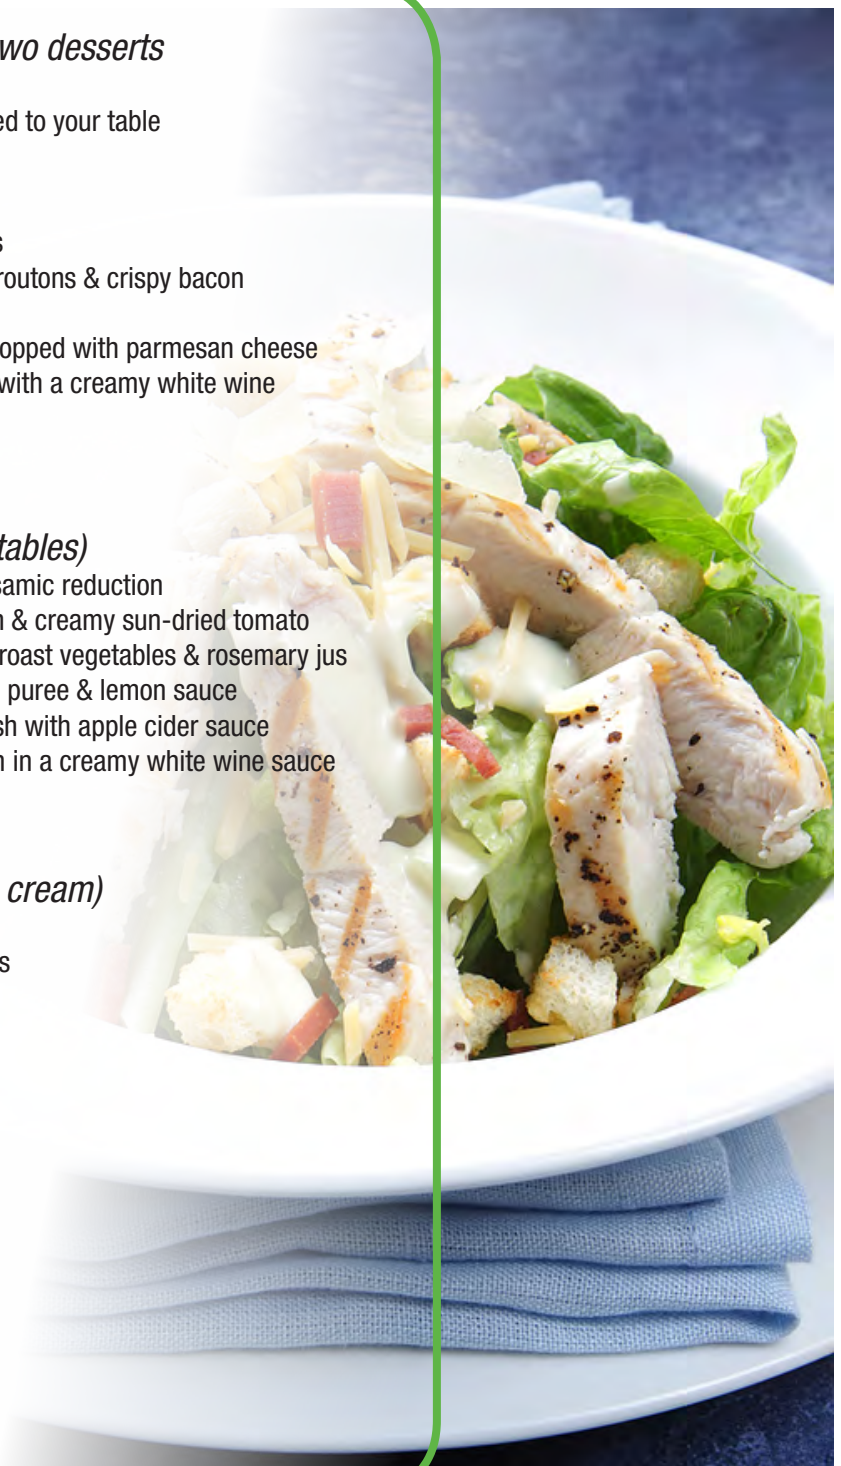 wo desserts
ed to your table
s
routons & crispy bacon
opped with parmesan cheese
with a creamy white wine
tables)
samic reduction
n & creamy sun-dried tomato
roast vegetables & rosemary jus
puree & lemon sauce
sh with apple cider sauce
n in a creamy white wine sauce
cream)
s